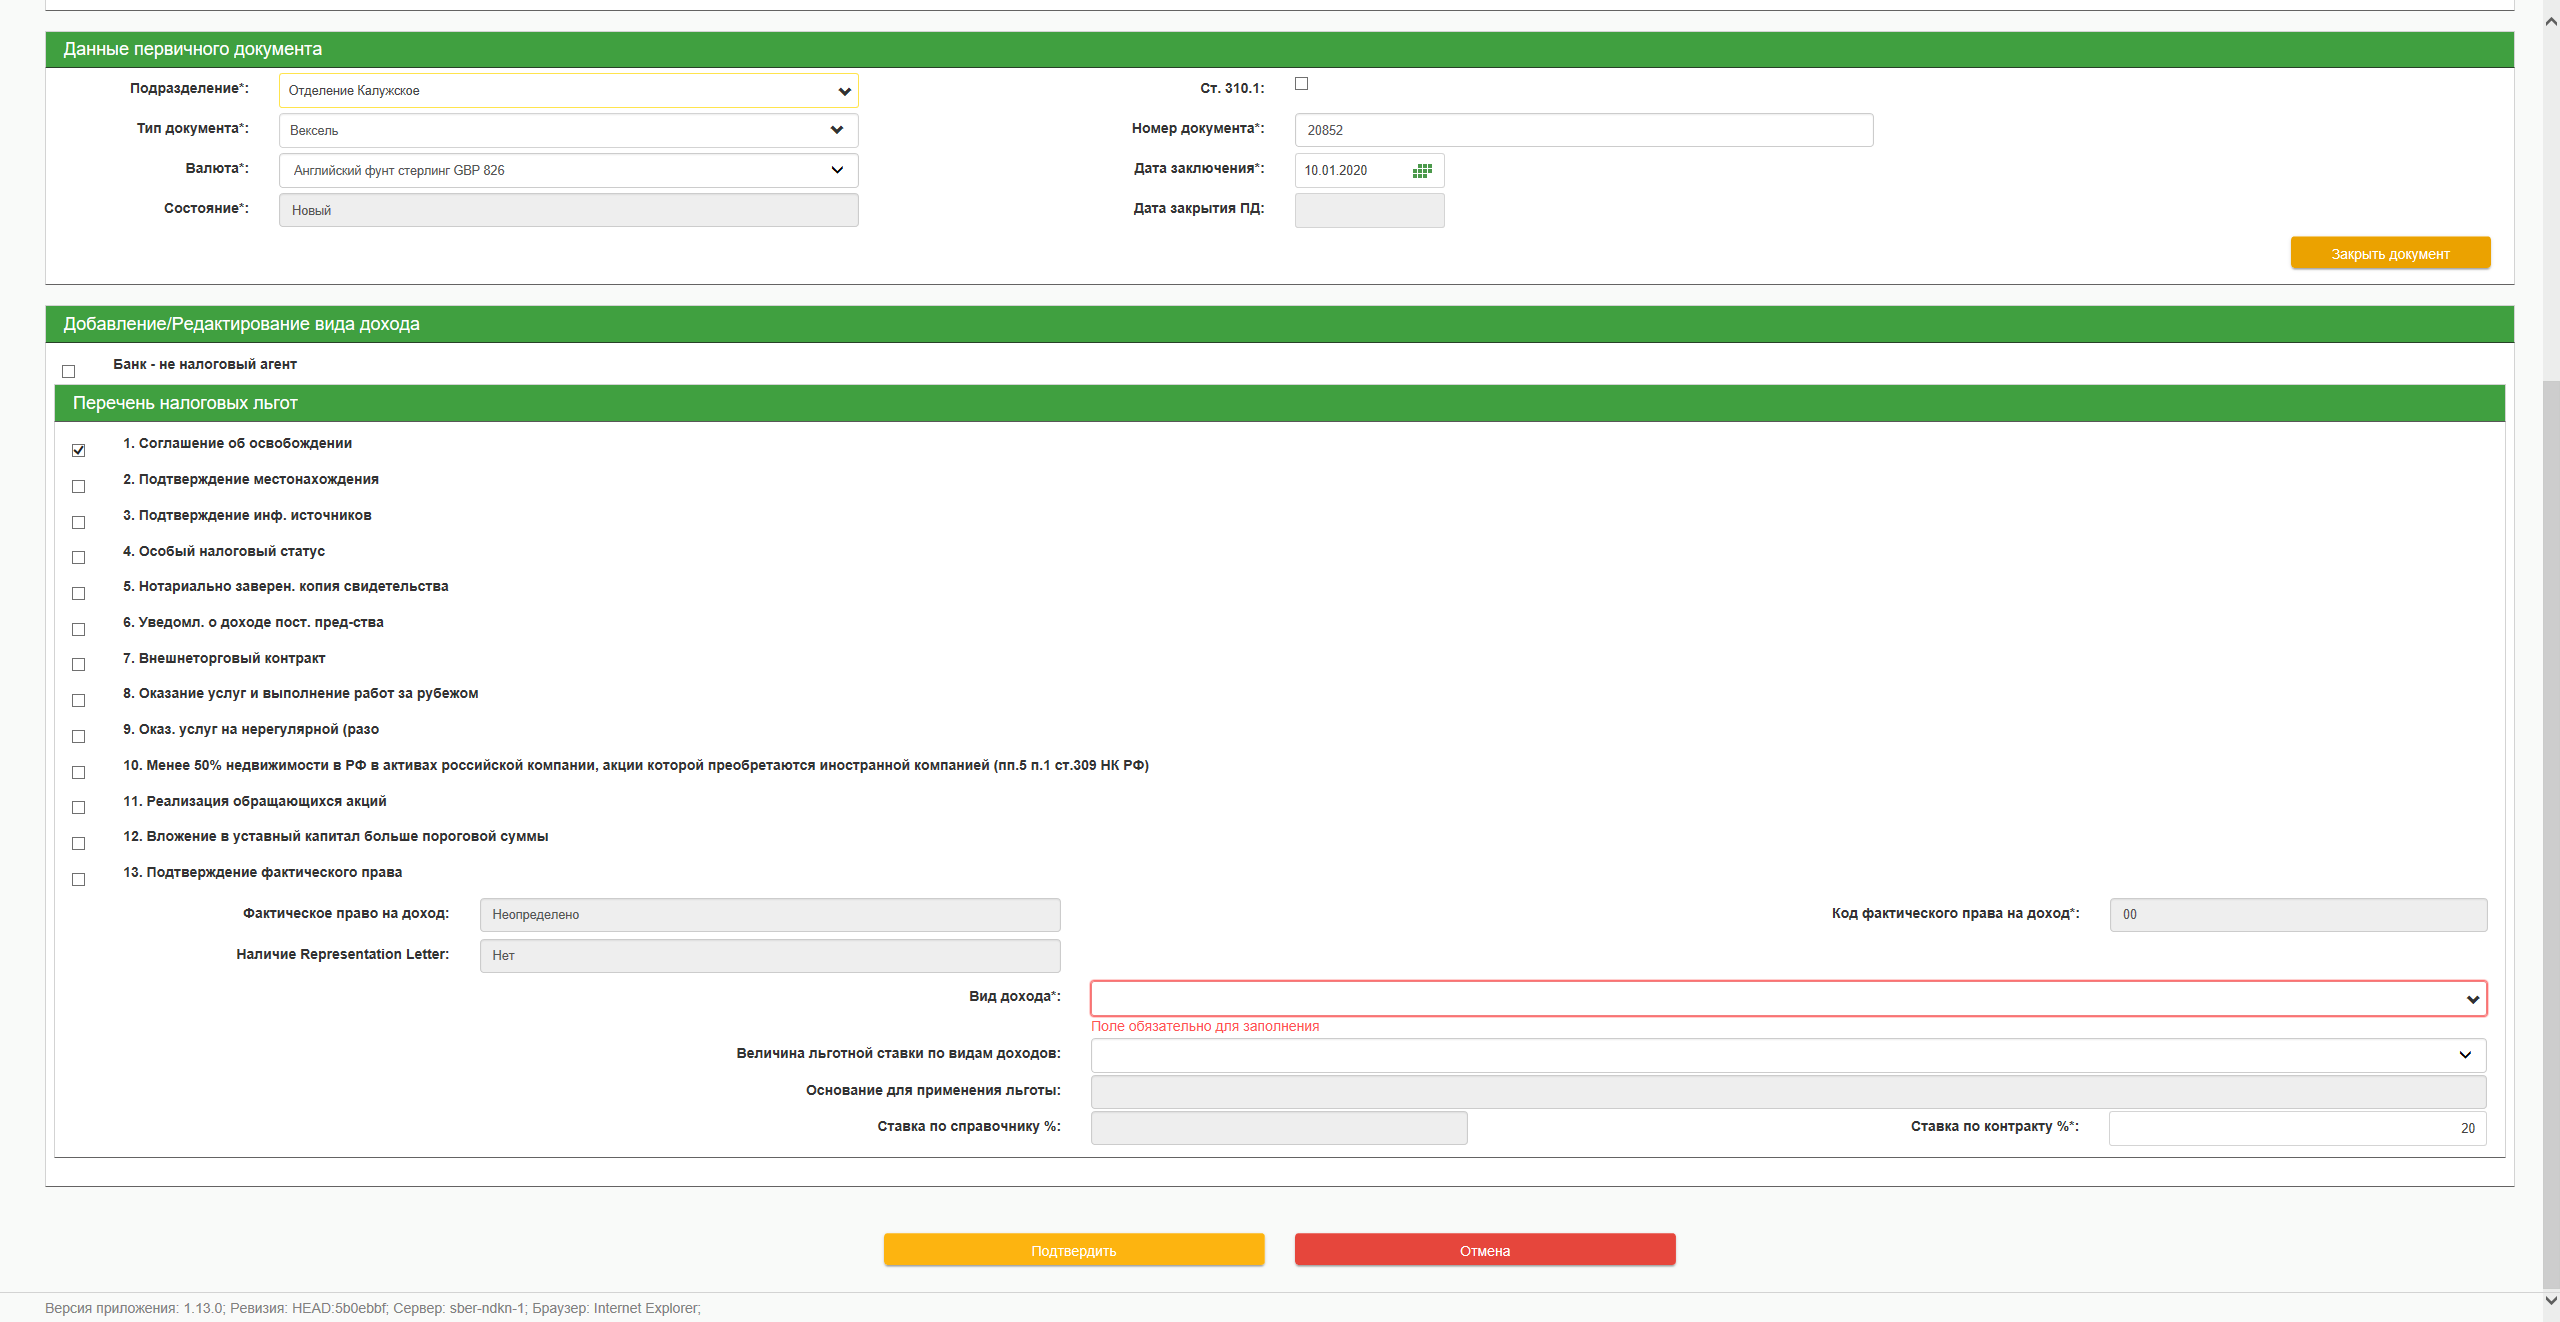 Данные первичного документа
Подразделение*: Отделение Калужское Ст. 310.1:
Тип документа*: Вексель Номер документа*: 20852
Валюта*: Английский фунт стерлинг GBP 826 Дата заключения*: 10.01.2020
Состояние*: Новый Дата закрытия ПД:
Закрыть документ
Добавление/Редактирование вида дохода
Банк - не налоговый агент
Перечень налоговых льгот
1. Соглашение об освобождении
2. Подтверждение местонахождения
3. Подтверждение инф. источников
4. Особый налоговый статус
5. Нотариально заверен. копия свидетельства
6. Уведомл. о доходе пост. пред-ства
7. Внешнеторговый контракт
8. Оказание услуг и выполнение работ за рубежом
9. Оказ. услуг на нерегулярной (разо
10. Менее 50% недвижимости в РФ в активах российской компании, акции которой преобретаются иностранной компанией (пп.5 п.1 ст.309 НК РФ)
11. Реализация обращающихся акций
12. Вложение в уставный капитал больше пороговой суммы
13. Подтверждение фактического права
Фактическое право на доход: Неопределено Код фактического права на доход*: 00
Наличие Representation Letter: Нет
Вид дохода*:
Поле обязательно для заполнения
Величина льготной ставки по видам доходов:
Основание для применения льготы:
Ставка по справочнику %: Ставка по контракту %*: 20
Подтвердить Отмена
Версия приложения: 1.13.0; Ревизия: HEAD:5b0ebbf; Сервер: sber-ndkn-1; Браузер: Internet Explorer;